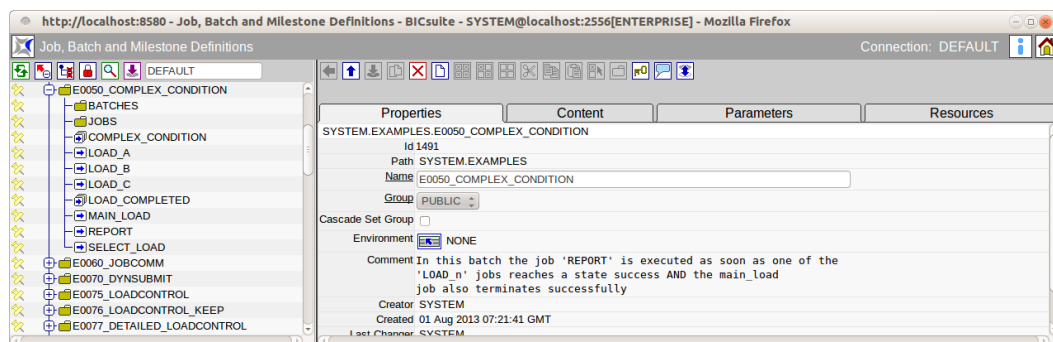 http://localhost:8580 - Job, Batch and Milestone Definitions - BICsuite - SYSTEM@localhost:2556[ENTERPRISE] - Mozilla Firefox
Job, Batch and Milestone Definitions
Connection: DEFAULT
DEFAULT
E0050_COMPLEX_CONDITION
BATCHES
JOBS
COMPLEX_CONDITION
LOAD_A
LOAD_B
LOAD_C
LOAD_COMPLETED
MAIN_LOAD
REPORT
SELECT_LOAD
E0060_JOBCOMM
E0070_DYNSUBMIT
E0075_LOADCONTROL
E0076_LOADCONTROL_KEEP
E0077_DETAILED_LOADCONTROL
Properties
Content
Parameters
Resources
SYSTEM.EXAMPLES.E0050_COMPLEX_CONDITION
Id 1491
Path SYSTEM.EXAMPLES
Name E0050_COMPLEX_CONDITION
Group PUBLIC
Cascade Set Group
Environment NONE
Comment In this batch the job 'REPORT' is executed as soon as one of the
'LOAD_n' jobs reaches a state success AND the main_load
job also terminates successfully
Creator SYSTEM
Created 01 Aug 2013 07:21:41 GMT
Last Changer SYSTEM